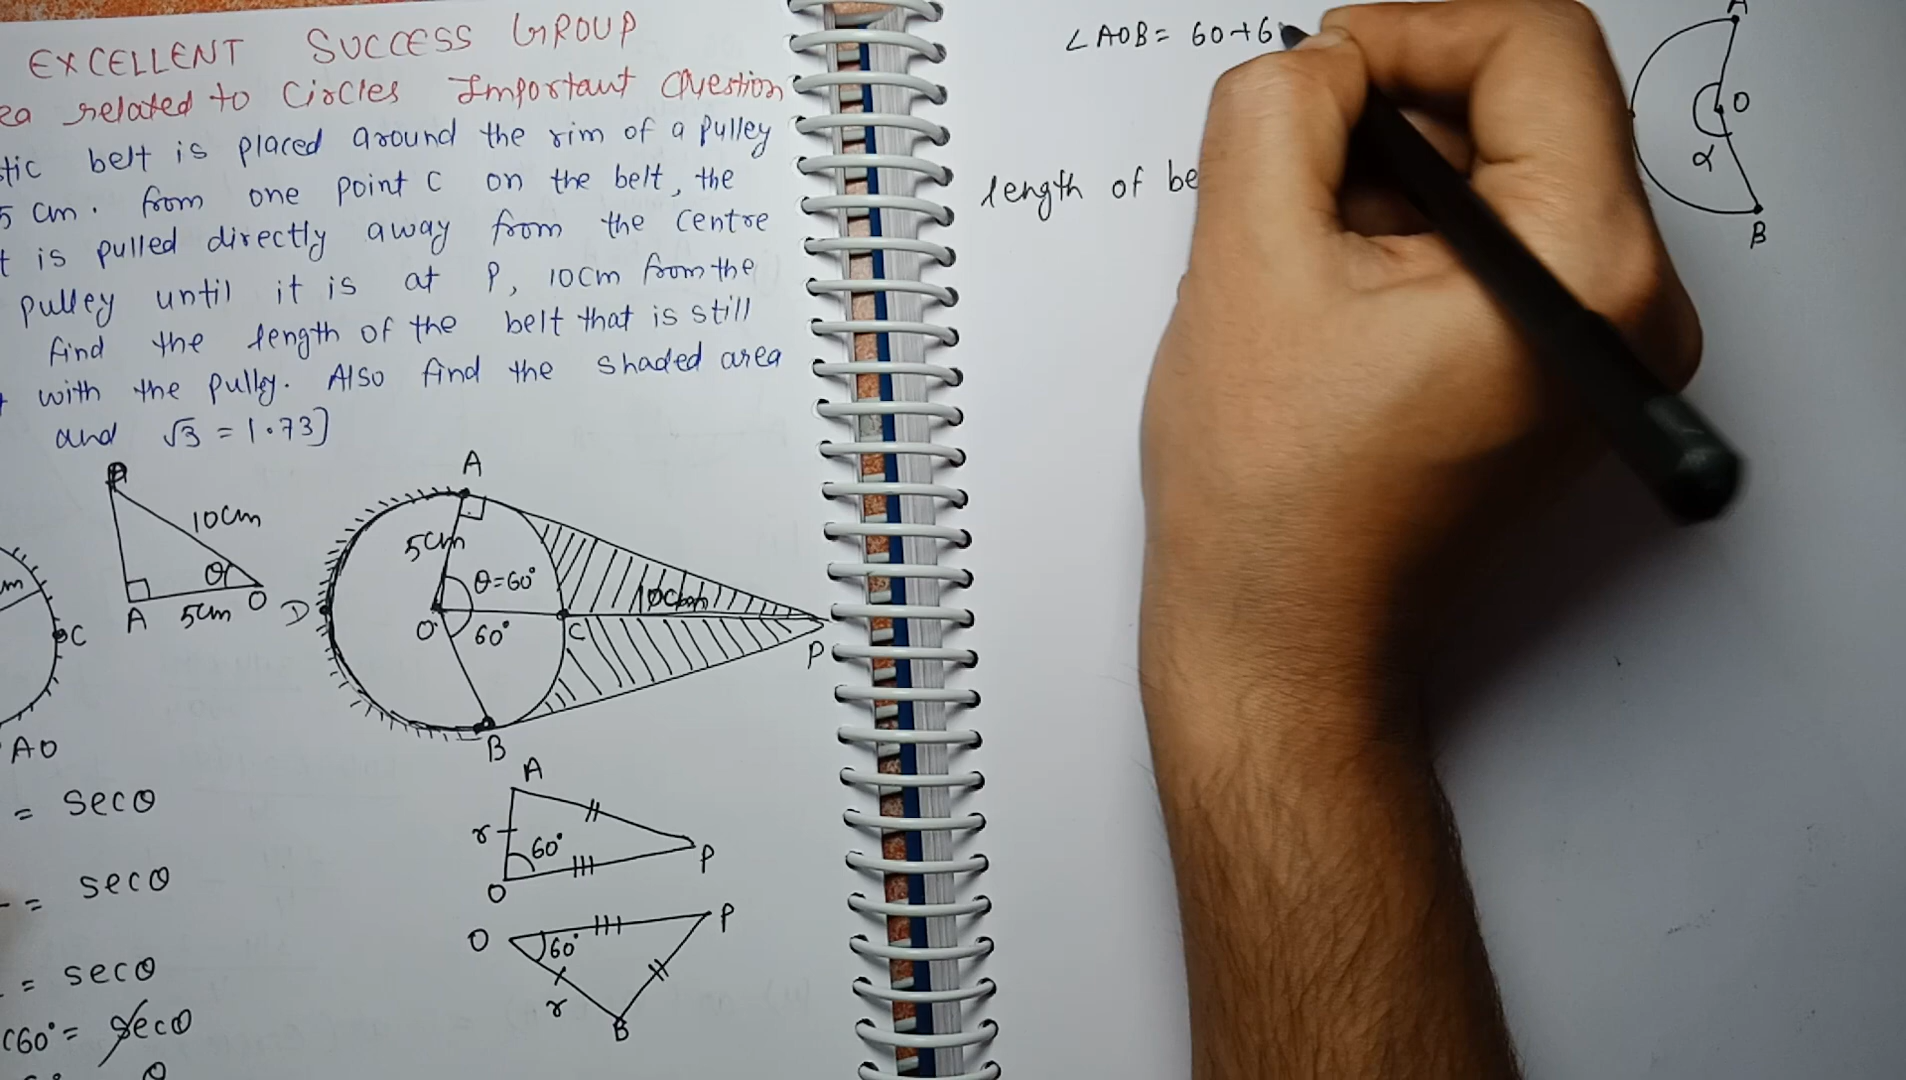 EXCELLENT SUCCESS GROUP
ea related to Circles Important Question
tic belt is placed around the rim of a pulley
5 cm. from one point C on the belt, the
t is pulled directly away from the centre
pulley until it is at P, 10cm from the
find the length of the belt that is still
with the pulley. Also find the shaded area
and √3 = 1.73]
10cm
θ
A 5cm O
m
C
AO
= secθ
= secθ
= secθ
C60° = secθ
θ
A
5cm
θ=60°
10cm
D
O
60°
C
P
B
A
r
60°
O
P
O
60°
P
r
B
∠AOB = 60+6
length of be
A
O
α
B